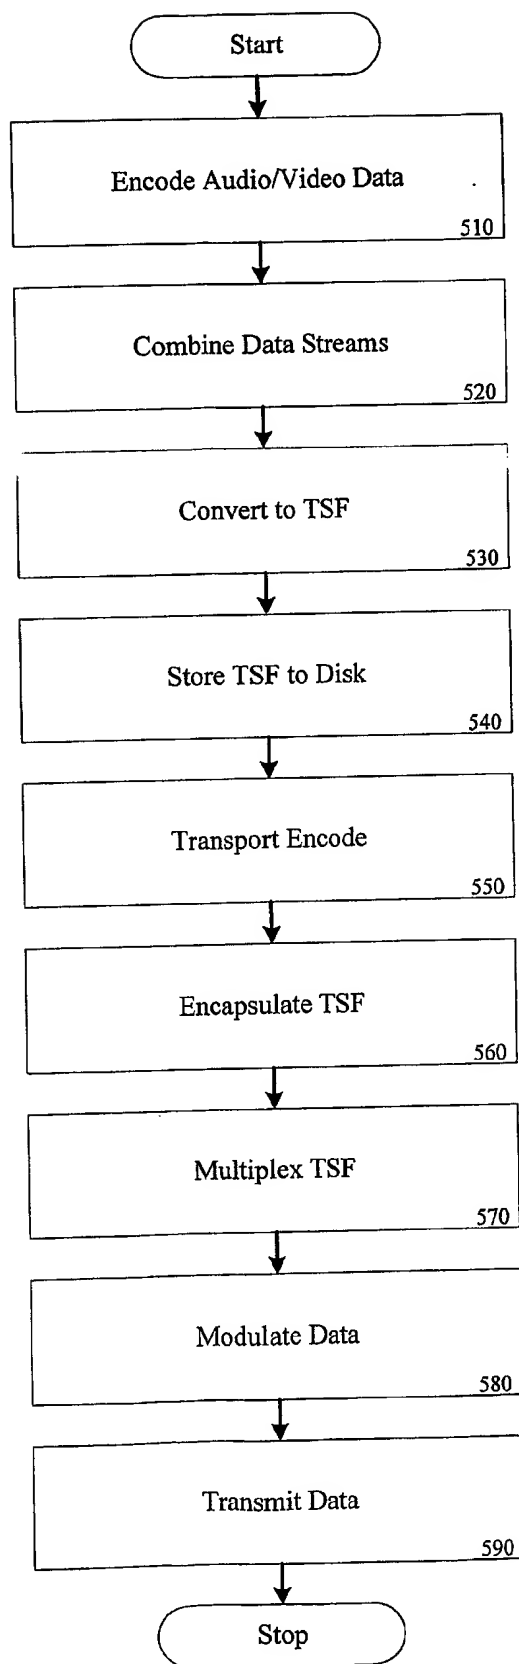 Start
Encode Audio/Video Data
510
Combine Data Streams
520
Convert to TSF
530
Store TSF to Disk
540
Transport Encode
550
Encapsulate TSF
560
Multiplex TSF
570
Modulate Data
580
Transmit Data
590
Stop